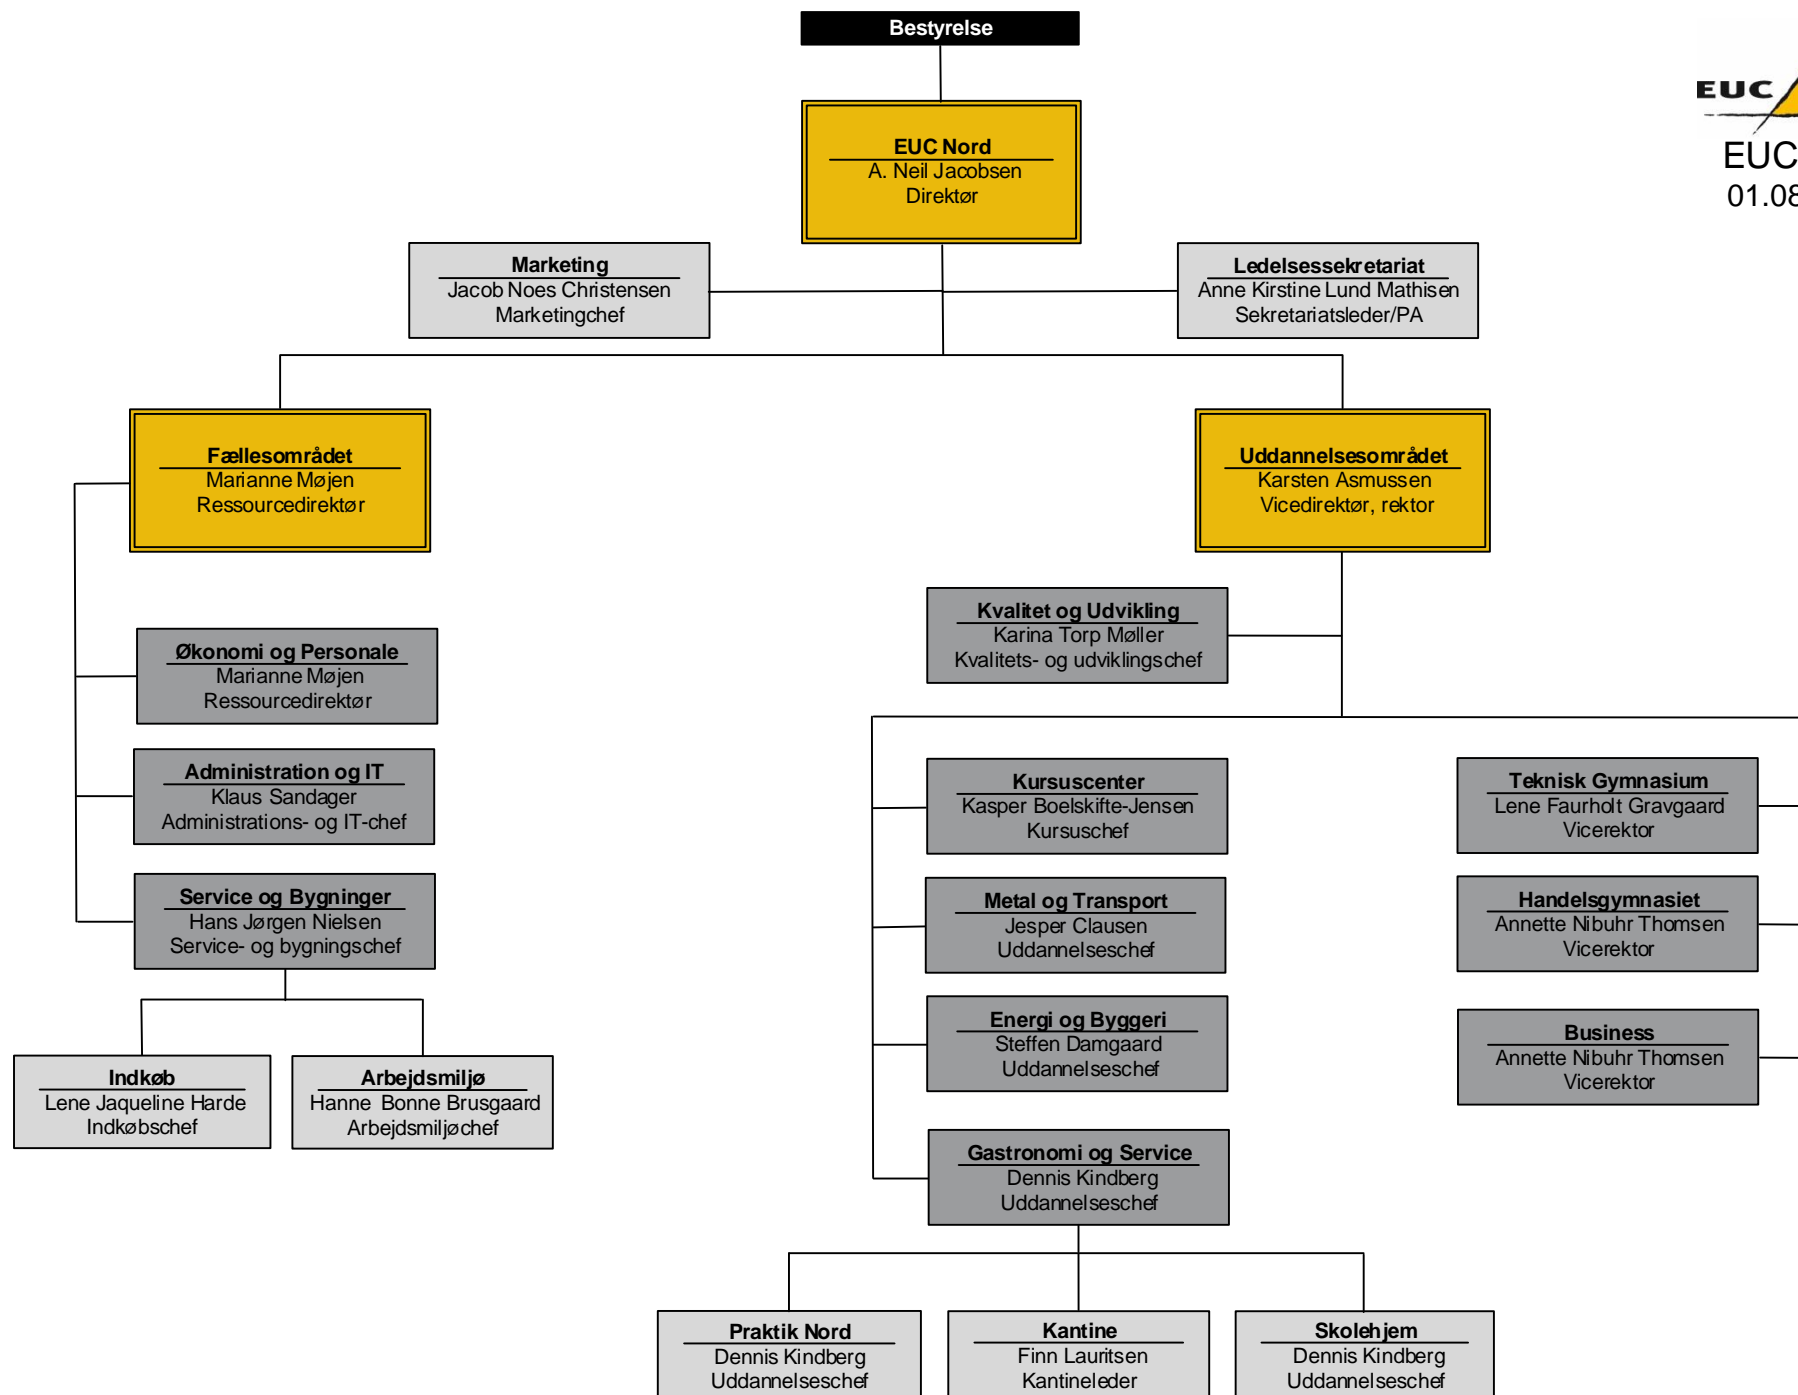 Bestyrelse
EUC
EUC
01.08
EUC Nord
A. Neil Jacobsen
Direktør
Marketing
Jacob Noes Christensen
Marketingchef
Ledelsessekretariat
Anne Kirstine Lund Mathisen
Sekretariatsleder/PA
Fællesområdet
Marianne Møjen
Ressourcedirektør
Uddannelsesområdet
Karsten Asmussen
Vicedirektør, rektor
Økonomi og Personale
Marianne Møjen
Ressourcedirektør
Administration og IT
Klaus Sandager
Administrations- og IT-chef
Service og Bygninger
Hans Jørgen Nielsen
Service- og bygningschef
Indkøb
Lene Jaqueline Harde
Indkøbschef
Arbejdsmiljø
Hanne Bonne Brusgaard
Arbejdsmiljøchef
Kvalitet og Udvikling
Karina Torp Møller
Kvalitets- og udviklingschef
Kursuscenter
Kasper Boelskifte-Jensen
Kursuschef
Metal og Transport
Jesper Clausen
Uddannelseschef
Energi og Byggeri
Steffen Damgaard
Uddannelseschef
Gastronomi og Service
Dennis Kindberg
Uddannelseschef
Teknisk Gymnasium
Lene Faurholt Gravgaard
Vicerektor
Handelsgymnasiet
Annette Nibuhr Thomsen
Vicerektor
Business
Annette Nibuhr Thomsen
Vicerektor
Praktik Nord
Dennis Kindberg
Uddannelseschef
Kantine
Finn Lauritsen
Kantineleder
Skolehjem
Dennis Kindberg
Uddannelseschef